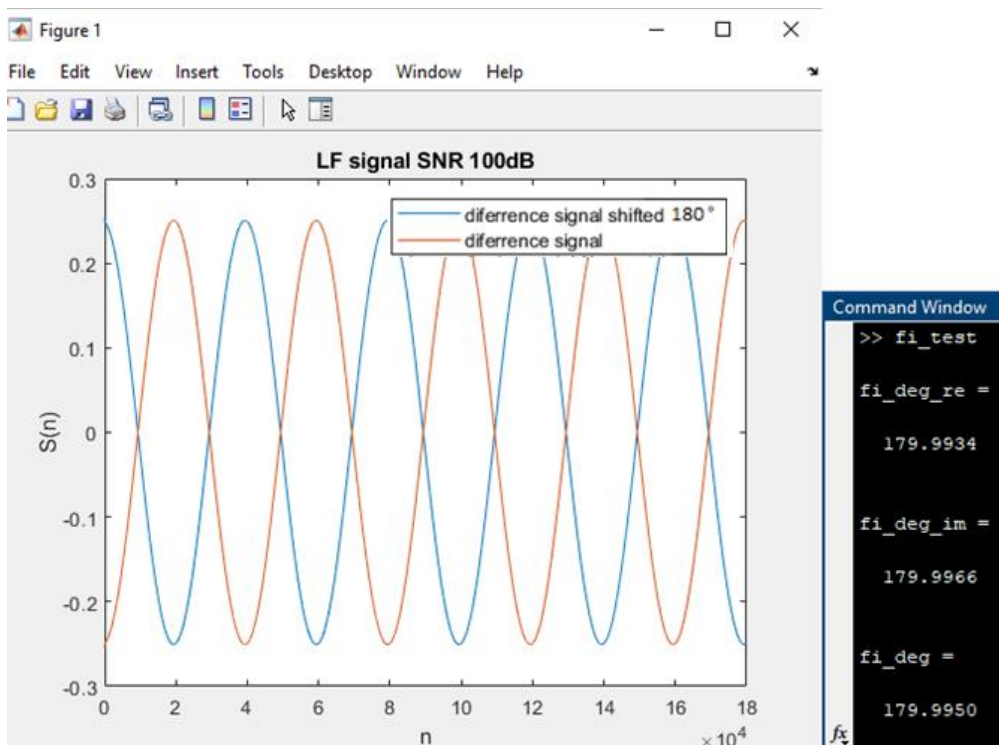 Figure 1
File Edit View Insert Tools Desktop Window Help
LF signal SNR 100dB
diferrence signal shifted 180°
diferrence signal
0.3
0.2
0.1
0
-0.1
-0.2
-0.3
S(n)
0 2 4 6 8 10 12 14 16 18
n
×10⁴
Command Window
>> fi_test
fi_deg_re =
179.9934
fi_deg_im =
179.9966
fi_deg =
179.9950
fx